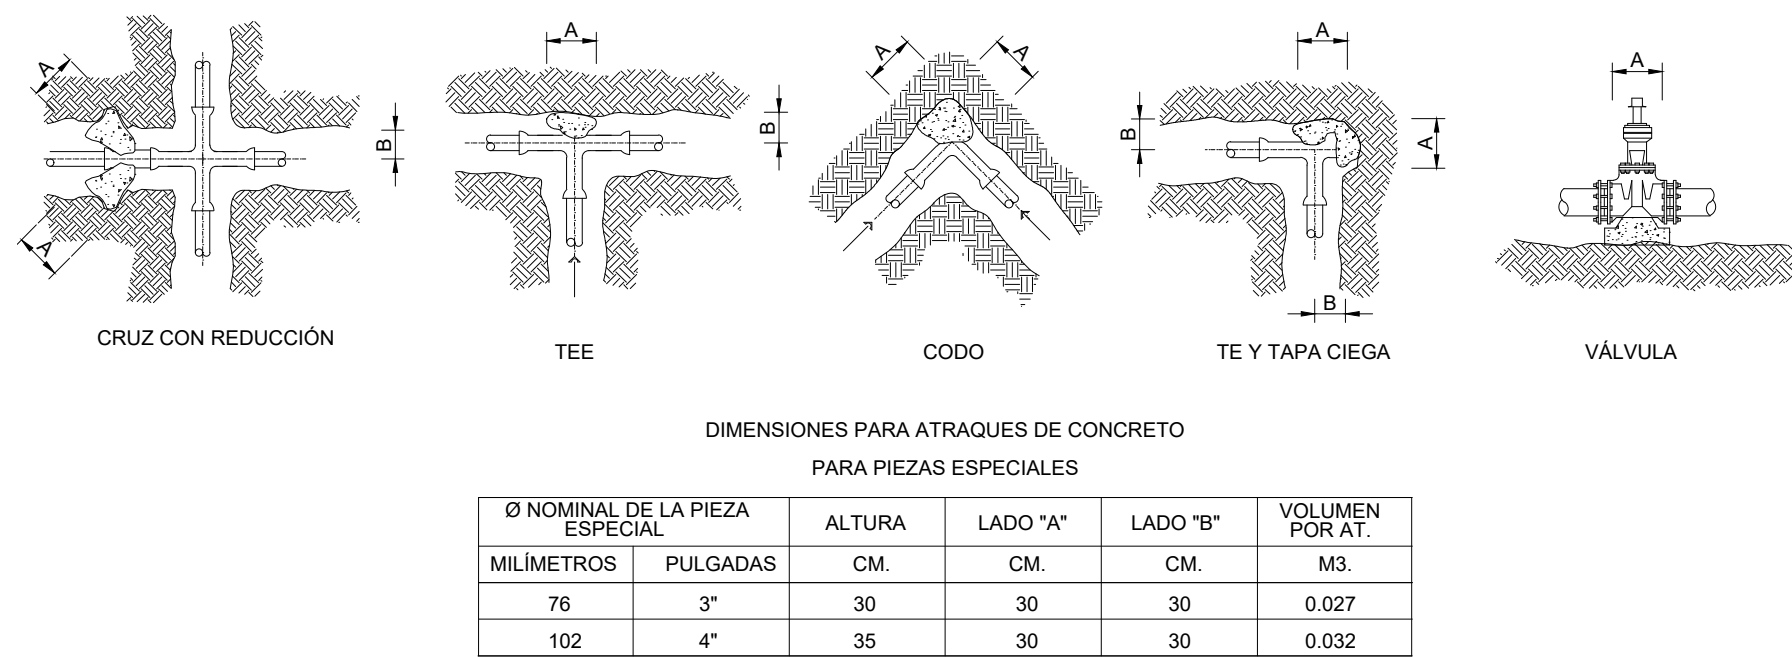 A
A
B
CRUZ CON REDUCCIÓN
A
B
TEE
A
A
CODO
A
B
A
B
TE Y TAPA CIEGA
A
VÁLVULA
DIMENSIONES PARA ATRAQUES DE CONCRETO
PARA PIEZAS ESPECIALES
Ø NOMINAL DE LA PIEZA
ESPECIAL
ALTURA
LADO "A"
LADO "B"
VOLUMEN
POR AT.
MILÍMETROS PULGADAS CM. CM. CM. M3.
76 3" 30 30 30 0.027
102 4" 35 30 30 0.032